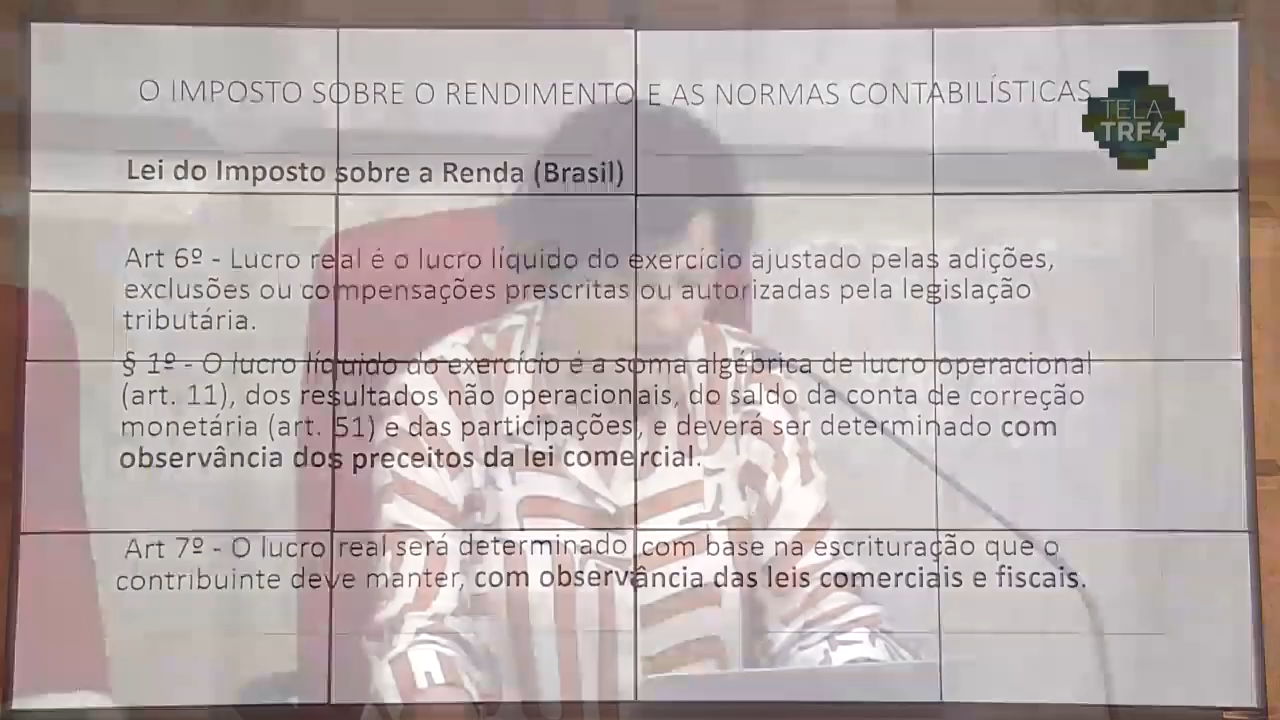 O IMPOSTO SOBRE O RENDIMENTO E AS NORMAS CONTABILÍSTICAS
TELA
TRF4
Lei do Imposto sobre a Renda (Brasil)
Art 6º - Lucro real é o lucro líquido do exercício ajustado pelas adições,
exclusões ou compensações prescritas ou autorizadas pela legislação
tributária.
§ 1º - O lucro líquido do exercício é a soma algébrica de lucro operacional
(art. 11), dos resultados não operacionais, do saldo da conta de correção
monetária (art. 51) e das participações, e deverá ser determinado com
observância dos preceitos da lei comercial.
Art 7º - O lucro real será determinado com base na escrituração que o
contribuinte deve manter, com observância das leis comerciais e fiscais.